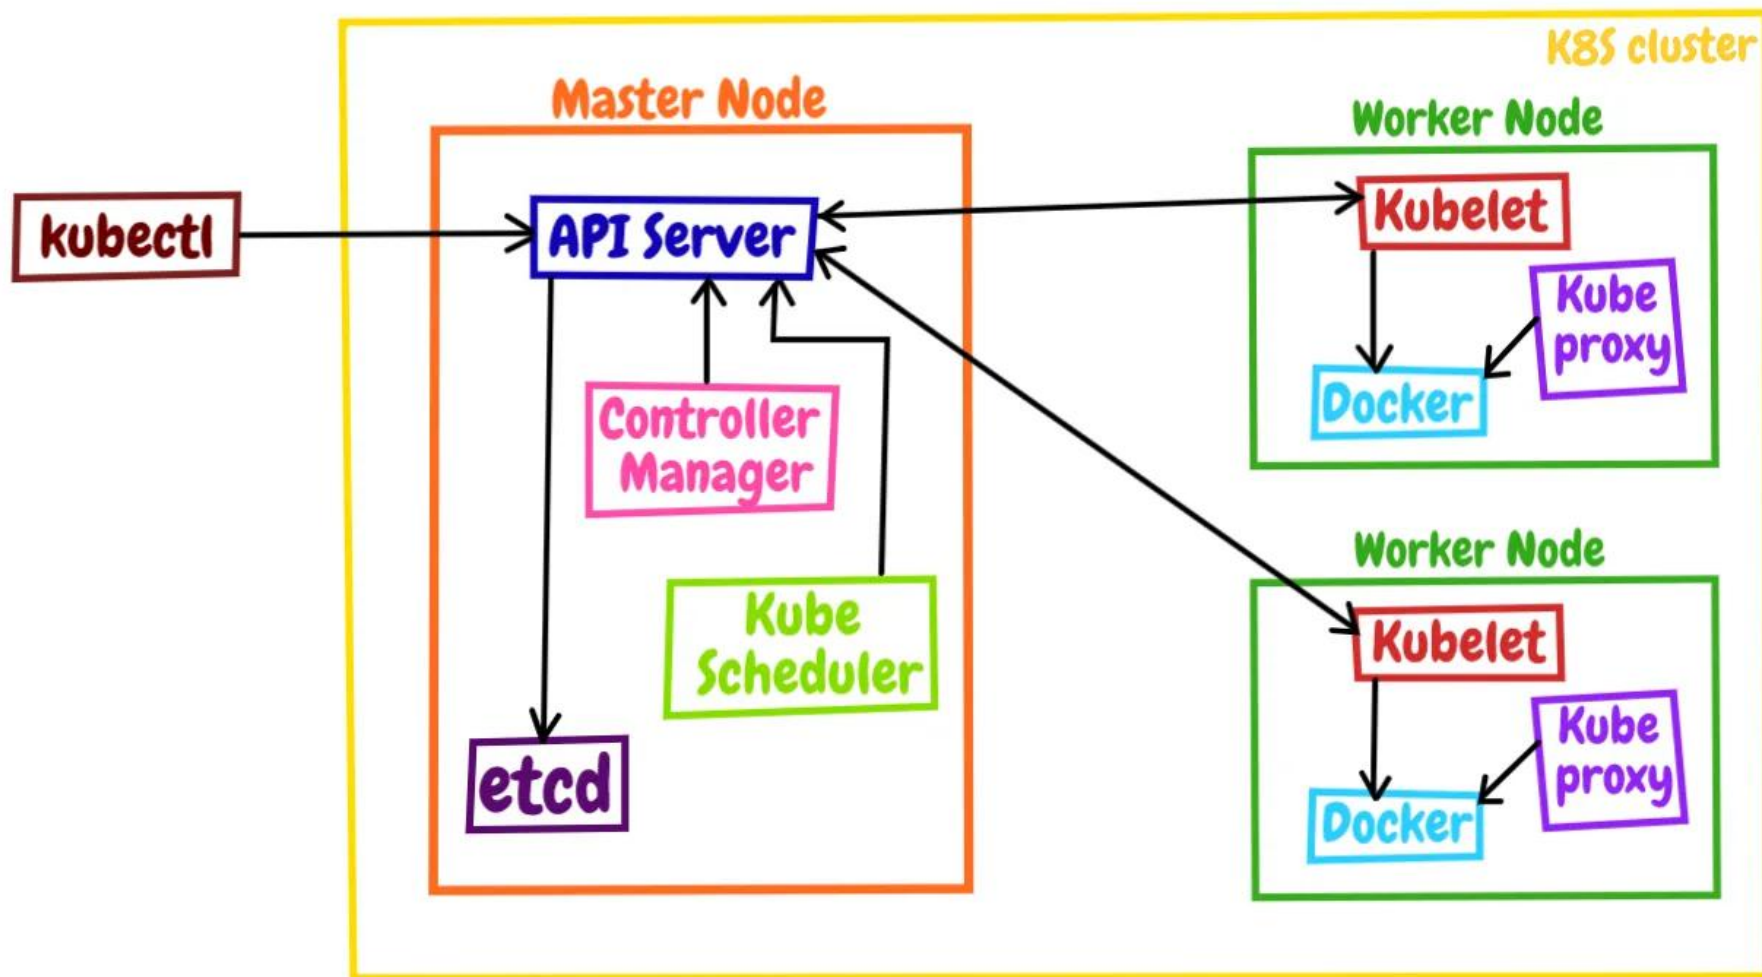 K8S cluster
Master Node
Worker Node
kubectl
API Server
Kubelet
Kube
proxy
Docker
Controller
Manager
Kube
Scheduler
etcd
Worker Node
Kubelet
Kube
proxy
Docker